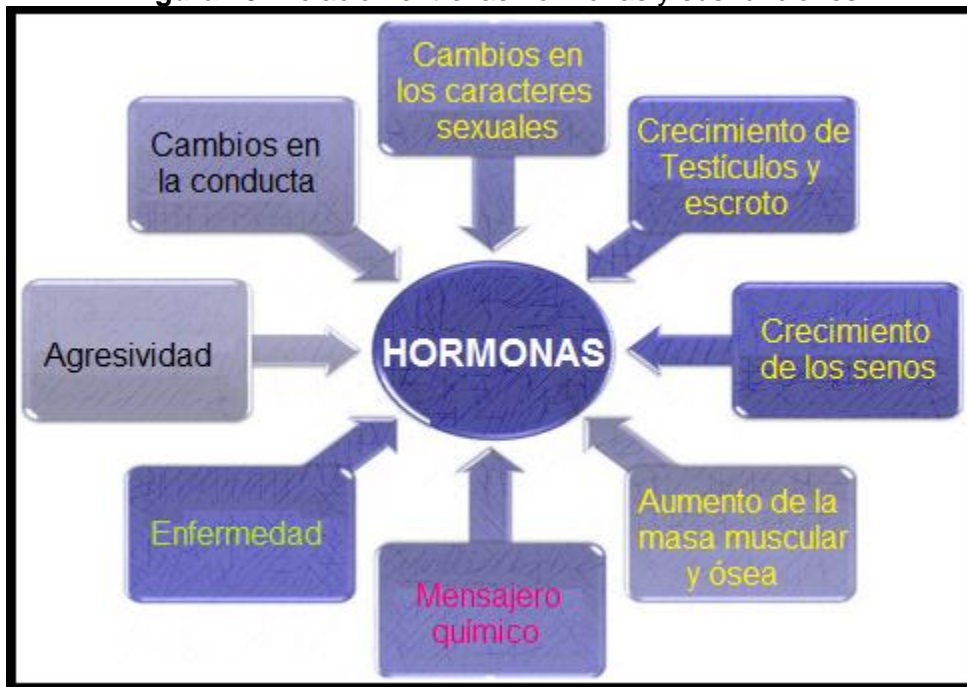 Cambios en
los caracteres
sexuales
Crecimiento de
Testículos y
escroto
Crecimiento
de los senos
Aumento de la
masa muscular
y ósea
Mensajero
químico
Enfermedad
Agresividad
Cambios en
la conducta
HORMONAS